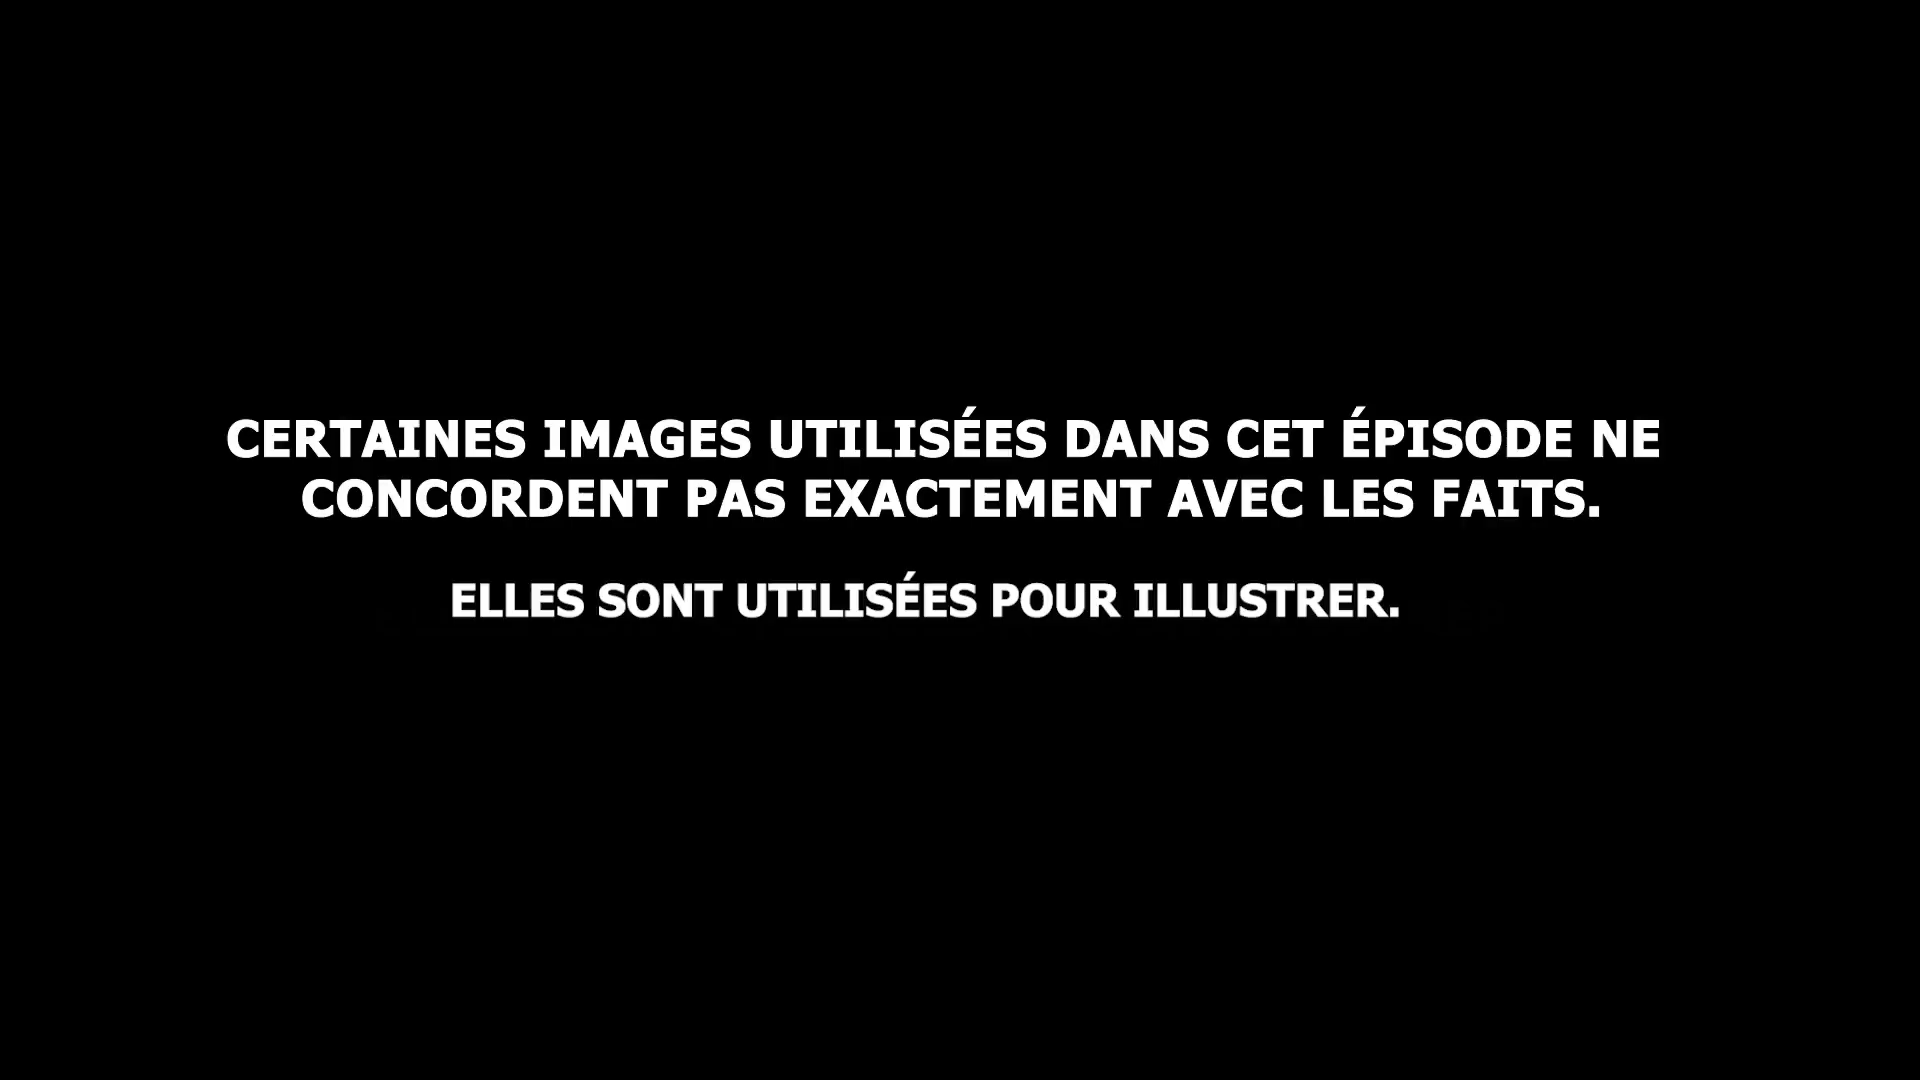 CERTAINES IMAGES UTILISÉES DANS CET ÉPISODE NE
CONCORDENT PAS EXACTEMENT AVEC LES FAITS.
ELLES SONT UTILISÉES POUR ILLUSTRER.